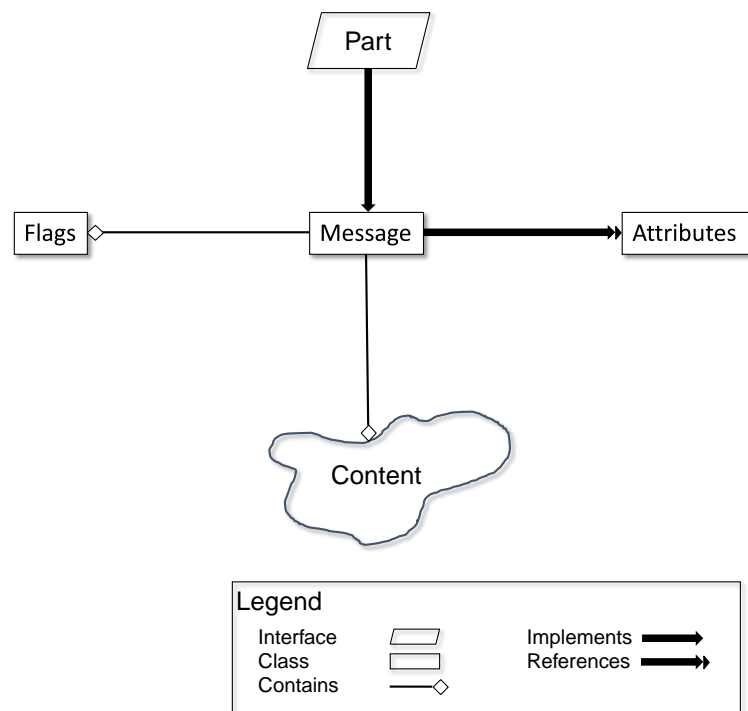 Part
Flags
Message
Attributes
Content
Legend
Interface
Implements
Class
References
Contains